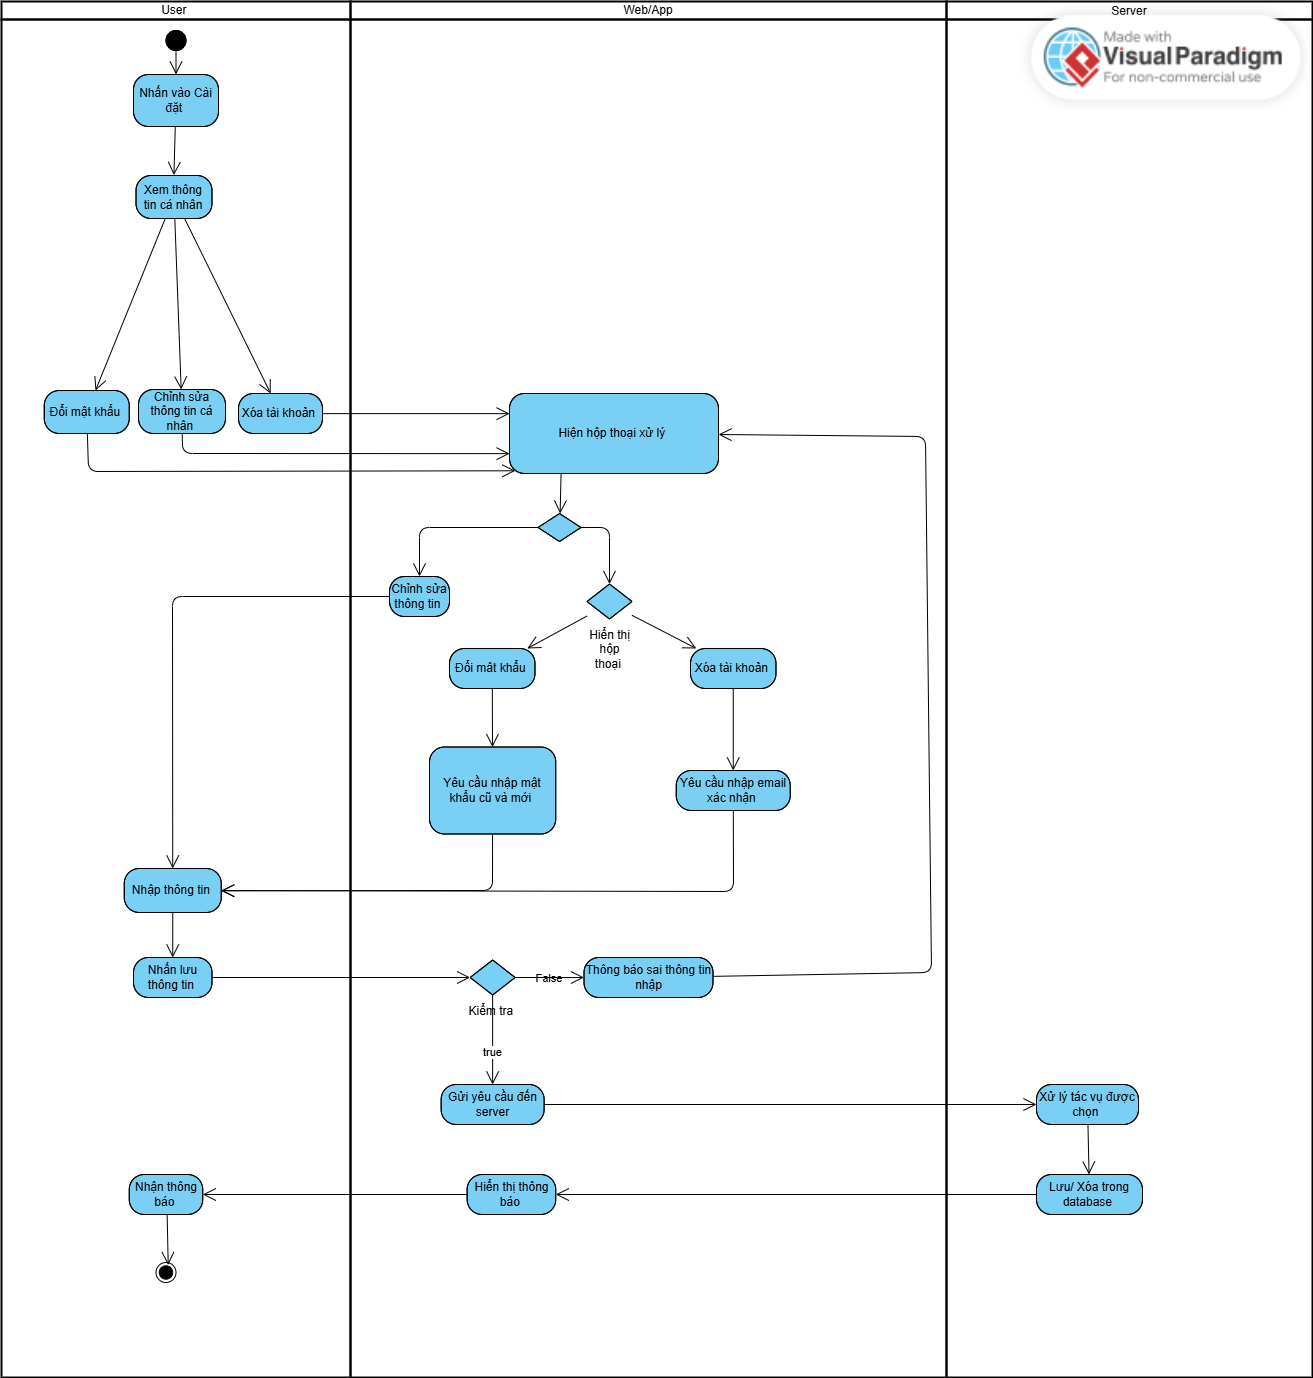 User
Web/App
Server
Made with
Visual Paradigm
For non-commercial use
Nhấn vào Cài
đặt
Xem thông
tin cá nhân
Đổi mật khẩu
Chỉnh sửa
thông tin cá
nhân
Xóa tài khoản
Hiện hộp thoại xử lý
Chỉnh sửa
thông tin
Hiển thị
hộp
thoại
Đổi mât khẩu
Xóa tài khoản
Yêu cầu nhập mật
khẩu cũ và mới
Yêu cầu nhập email
xác nhận
Nhập thông tin
Nhấn lưu
thông tin
False
Thông báo sai thông tin
nhập
Kiểm tra
true
Gửi yêu cầu đến
server
Xử lý tác vụ được
chọn
Nhận thông
báo
Hiển thị thông
báo
Lưu/ Xóa trong
database